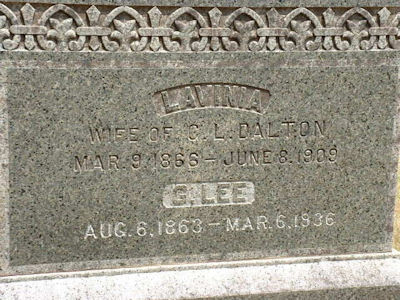 LAVINIA
WIFE OF C. L. DALTON
MAR. 9. 1866 – JUNE 8. 1909
C. LEE
AUG. 6. 1863 – MAR. 6. 1936